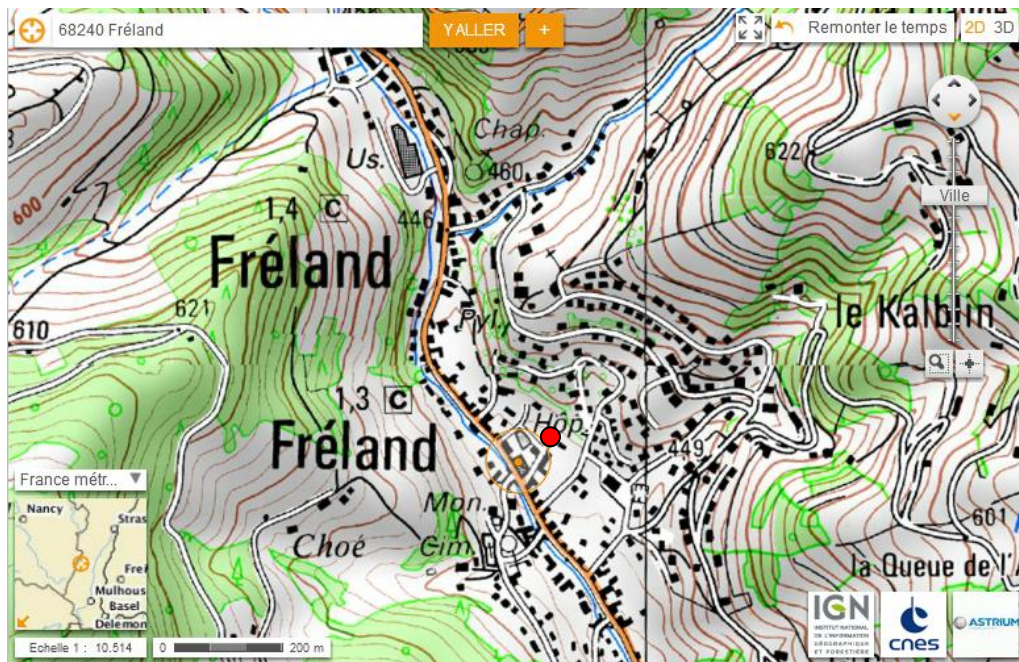 68240 Fréland
Y ALLER
+
Remonter le temps
2D 3D
Chap.
Us.
460
622
Ville
600
1,4 C
446
Fréland
621
610
Pyl.
le Kalblin
1,3 C
Hôp.
Fréland
449
France métr...
Mon.
601
Nancy
Stras
Choé
Cim.
la Queue de l'A
Frei
Mulhous
Basel
Delemon
IGN
INSTITUT NATIONAL
DE L'INFORMATION
GÉOGRAPHIQUE
ET FORESTIÈRE
cnes
ASTRIUM
Echelle 1 : 10.514
0 200 m